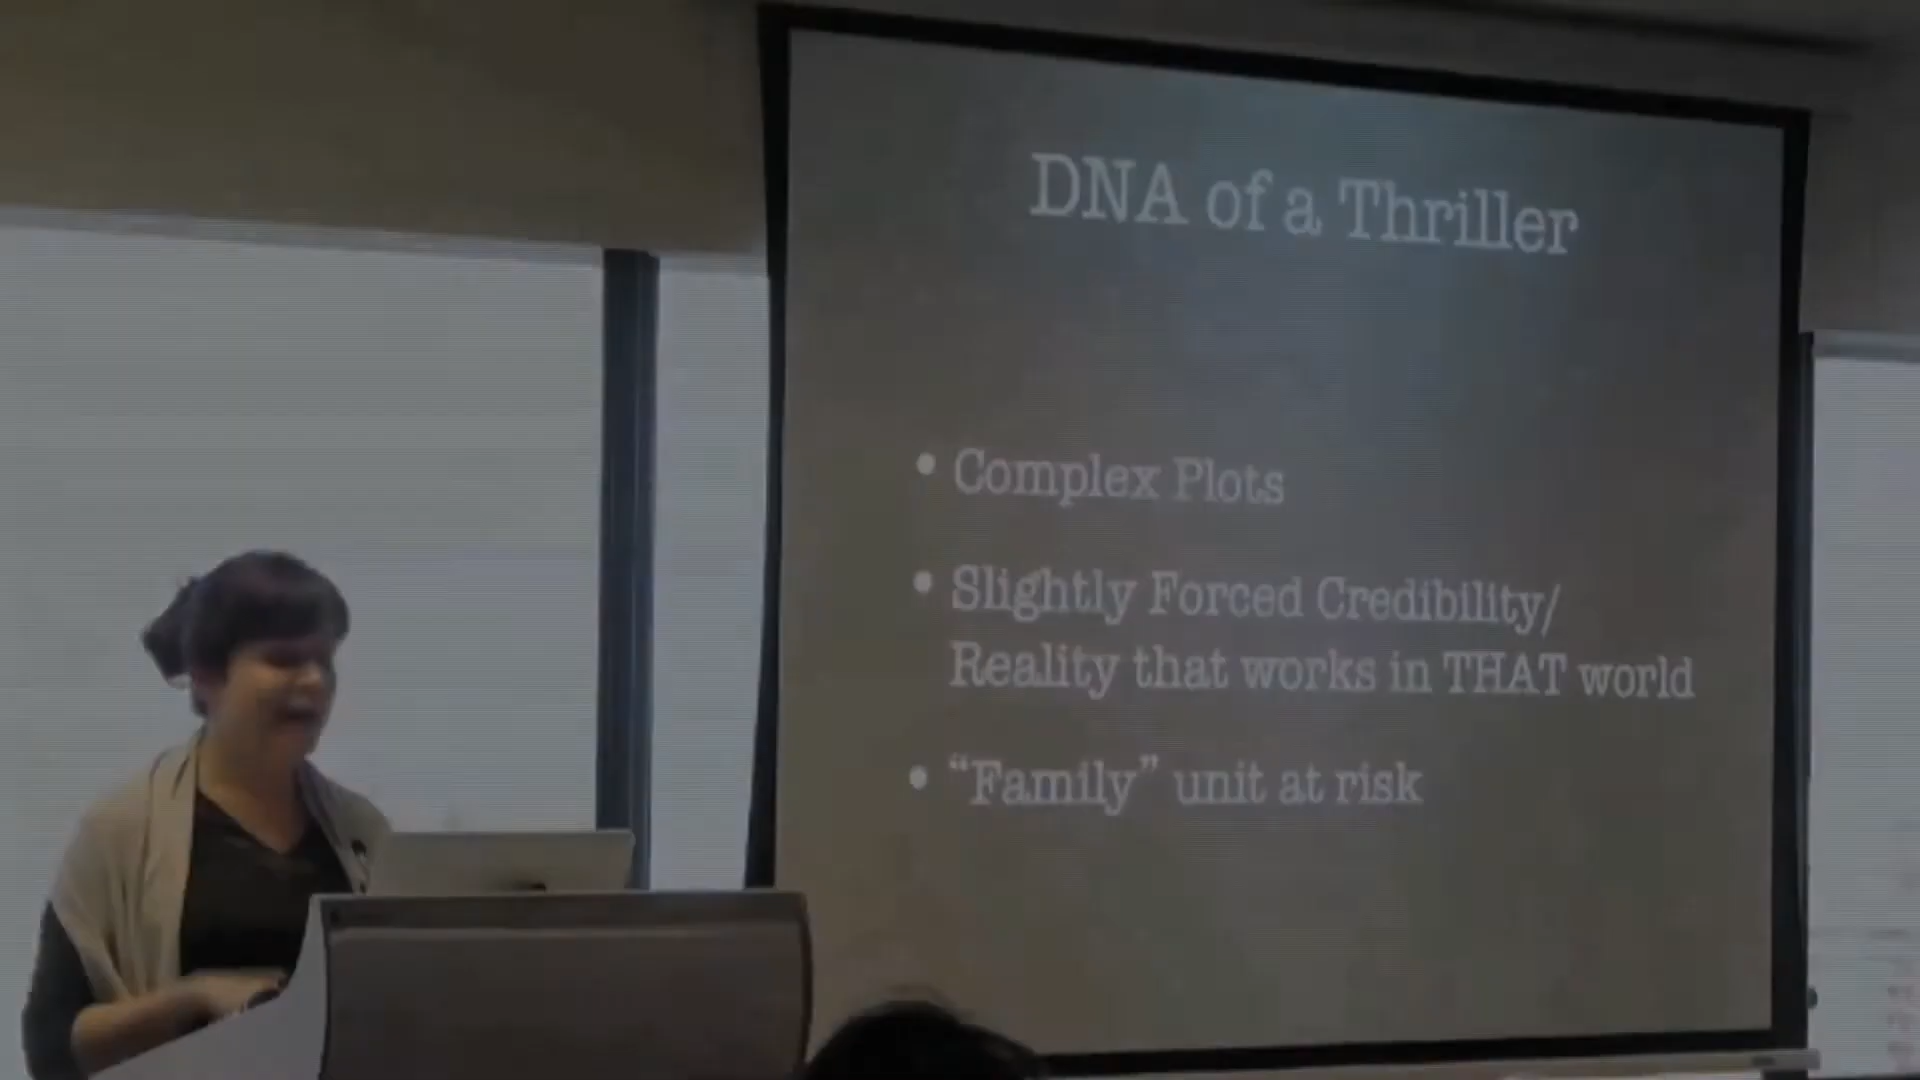 DNA of a Thriller
• Complex Plots
• Slightly Forced Credibility/
Reality that works in THAT world
• “Family” unit at risk